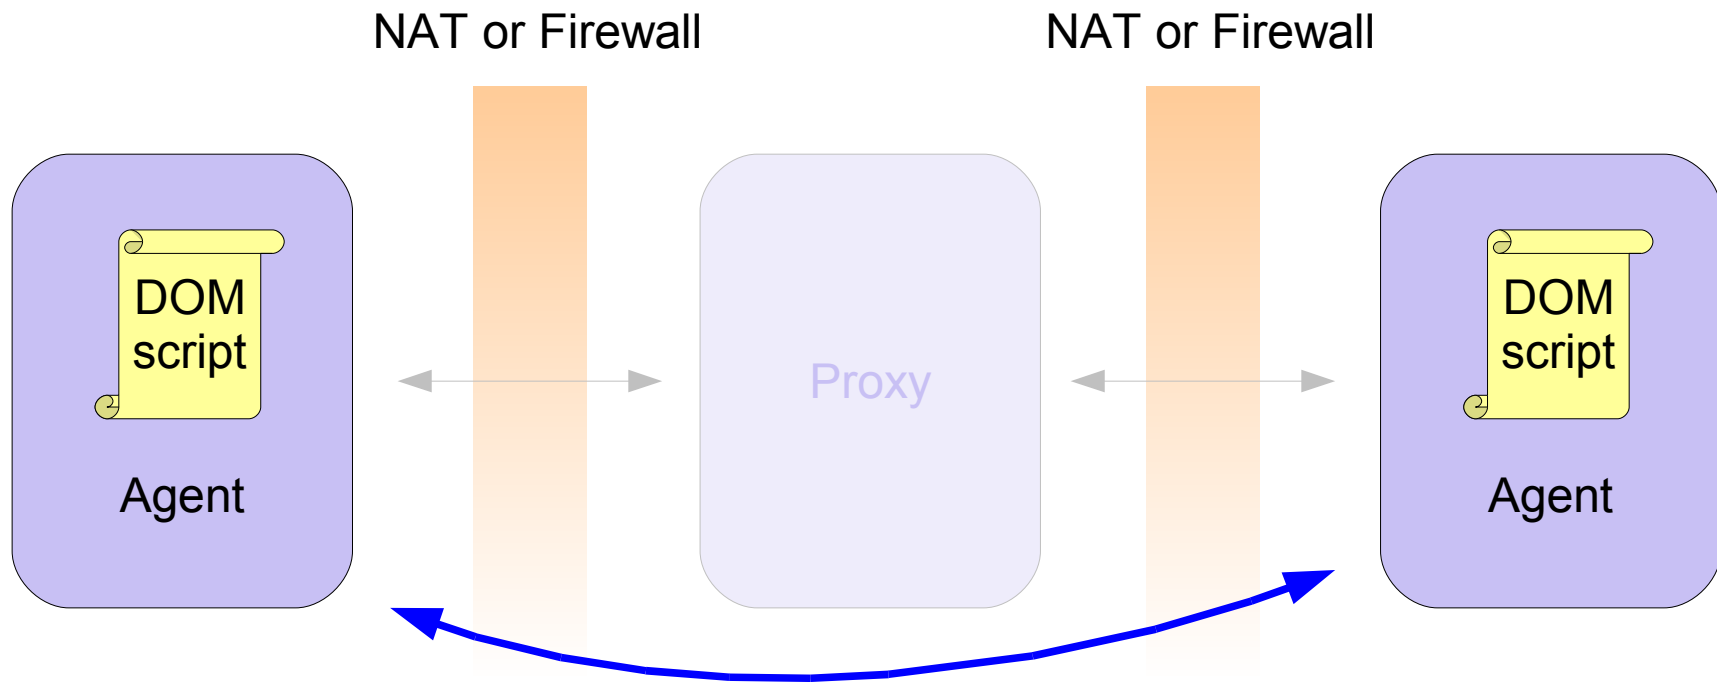 NAT or Firewall
NAT or Firewall
DOM
script
Agent
Proxy
DOM
script
Agent